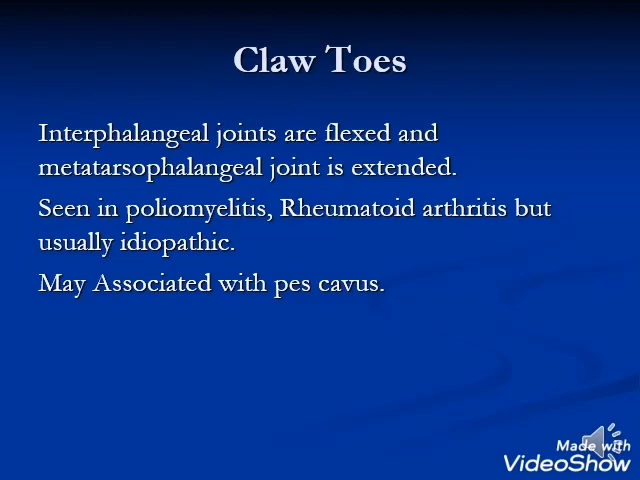 Claw Toes
Interphalangeal joints are flexed and
metatarsophalangeal joint is extended.
Seen in poliomyelitis, Rheumatoid arthritis but
usually idiopathic.
May Associated with pes cavus.
Made with
VideoShow